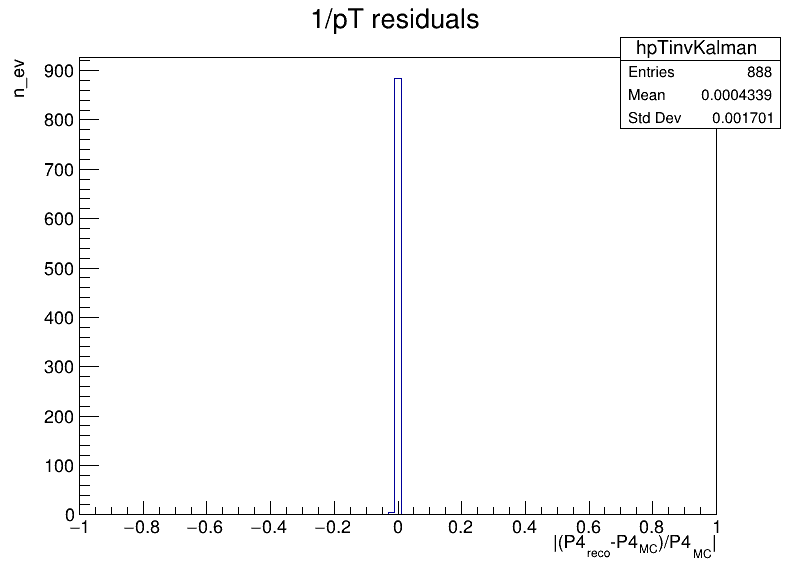 1/pT residuals
hpTinvKalman
Entries 888
Mean 0.0004339
Std Dev 0.001701
n_ev
900
800
700
600
500
400
300
200
100
0
−1 −0.8 −0.6 −0.4 −0.2 0 0.2 0.4 0.6 0.8 1
|(P4reco-P4MC)/P4MC|